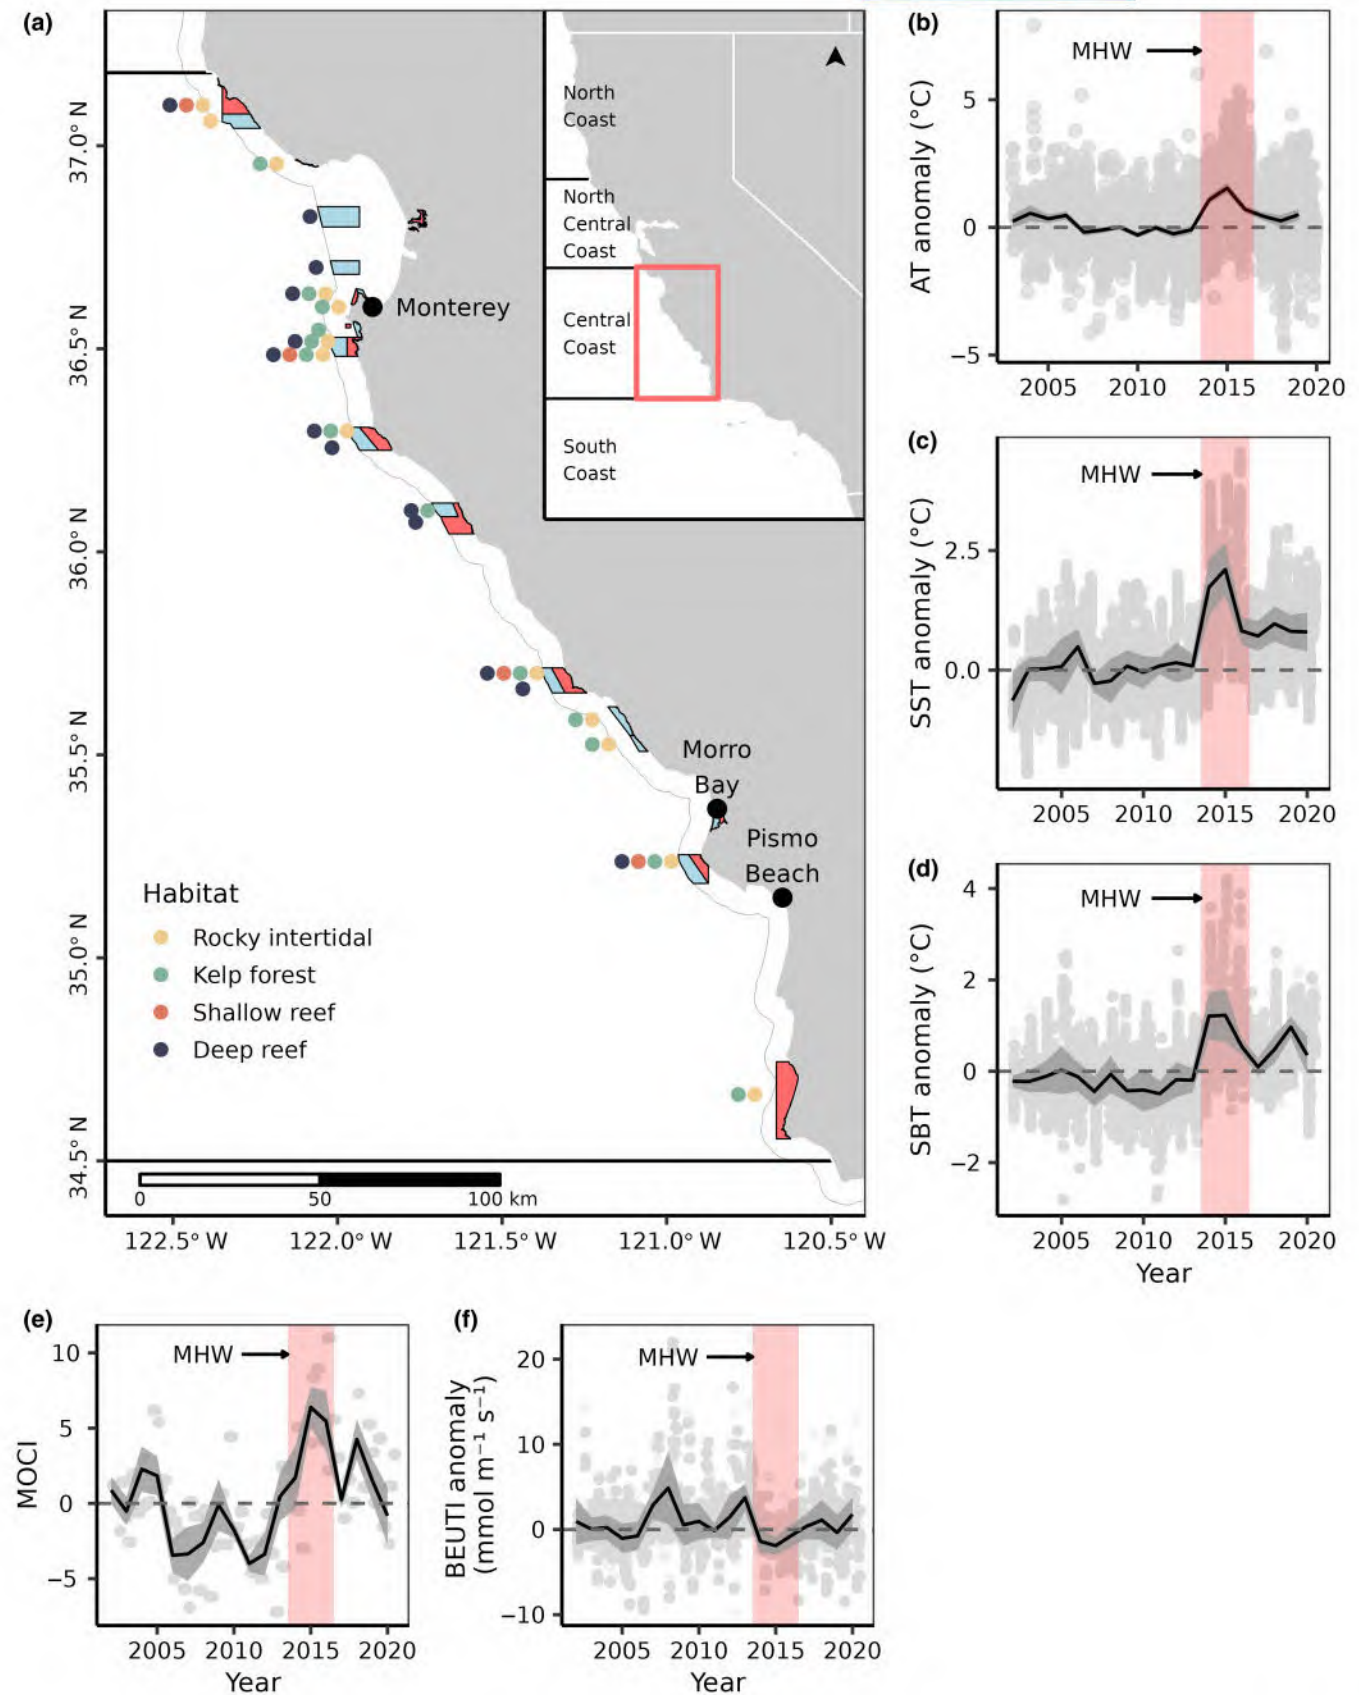 (a)
37.0° N
36.5° N
36.0° N
35.5° N
35.0° N
34.5° N
Monterey
Morro
Bay
Pismo
Beach
Habitat
Rocky intertidal
Kelp forest
Shallow reef
Deep reef
0
50
100 km
122.5° W
122.0° W
121.5° W
121.0° W
120.5° W
North
Coast
North
Central
Coast
Central
Coast
South
Coast
(b)
MHW
AT anomaly (°C)
5
0
−5
2005
2010
2015
2020
(c)
MHW
SST anomaly (°C)
2.5
0.0
2005
2010
2015
2020
(d)
MHW
SBT anomaly (°C)
4
2
0
−2
2005
2010
2015
2020
Year
(e)
MHW
MOCI
10
5
0
−5
2005
2010
2015
2020
Year
(f)
MHW
BEUTI anomaly
(mmol m⁻¹ s⁻¹)
20
10
0
−10
2005
2010
2015
2020
Year